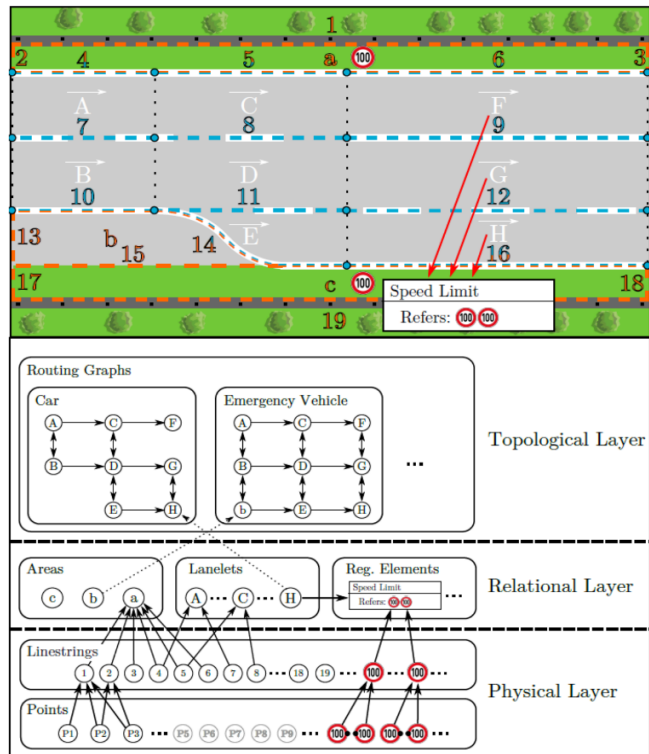 1
2 4 5 a 100 6 3
A C F
7 8 9
B D G
10 11 12
13 b 15 14 E H
16
17 c 100 18
Speed Limit
Refers: 100 100
19
Routing Graphs
Car
A C F
B D G
E H
Emergency Vehicle
A C F
B D G
b E H
...
Topological Layer
Areas
c b a
Lanelets
A ... C ... H
Reg. Elements
Speed Limit
Refers: 100 100
...
Relational Layer
Linestrings
1 2 3 4 5 6 7 8 ... 18 19 ... 100 ... 100 ...
Physical Layer
Points
P1 P2 P3 ... P5 P6 P7 P8 P9 ... 100 100 100 100 ...